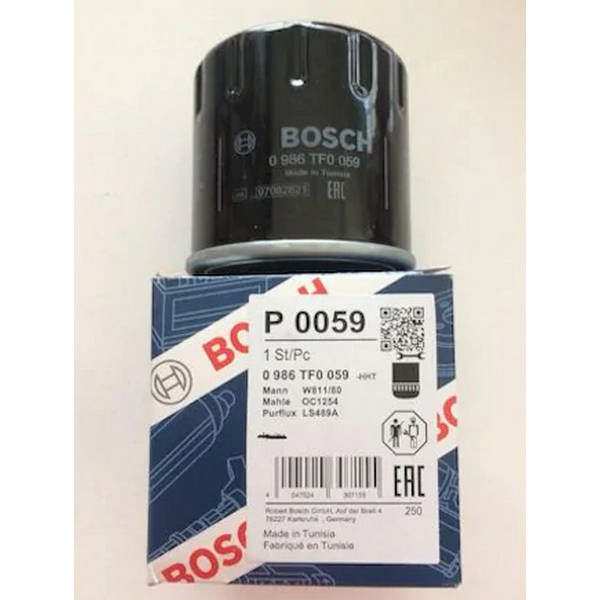 BOSCH
0 986 TF0 059
Made in Tunisia
07082621
EAC
BOSCH
BOSCH
P 0059
1 St/Pc
0 986 TF0 059 -HHT
Mann W811/80
Mahle OC1254
Purflux LS489A
EAC
Robert Bosch GmbH, Auf der Breit 4
76227 Karlsruhe, Germany
250
Made in Tunisia
Fabriqué en Tunisie